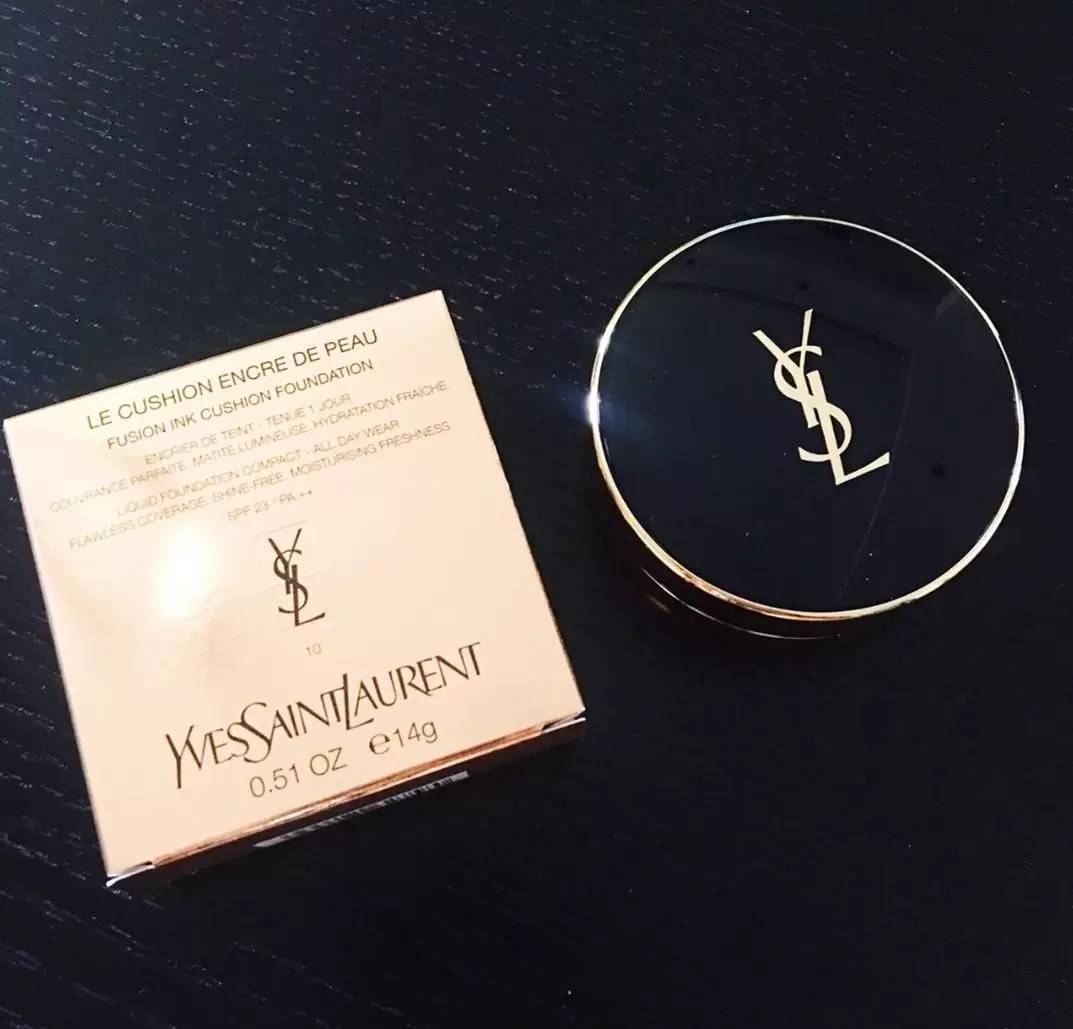 LE CUSHION ENCRE DE PEAU
FUSION INK CUSHION FOUNDATION
ENCRIER DE TEINT - TENUE 1 JOUR
COUVRANCE PARFAITE. MATITÉ LUMINEUSE. HYDRATATION FRAÎCHE
LIQUID FOUNDATION COMPACT - ALL DAY WEAR
FLAWLESS COVERAGE, SHINE-FREE. MOISTURISING FRESHNESS
SPF 23 / PA ++
YSL
10
YVESSAINTLAURENT
0.51 OZ ℮14g
YSL